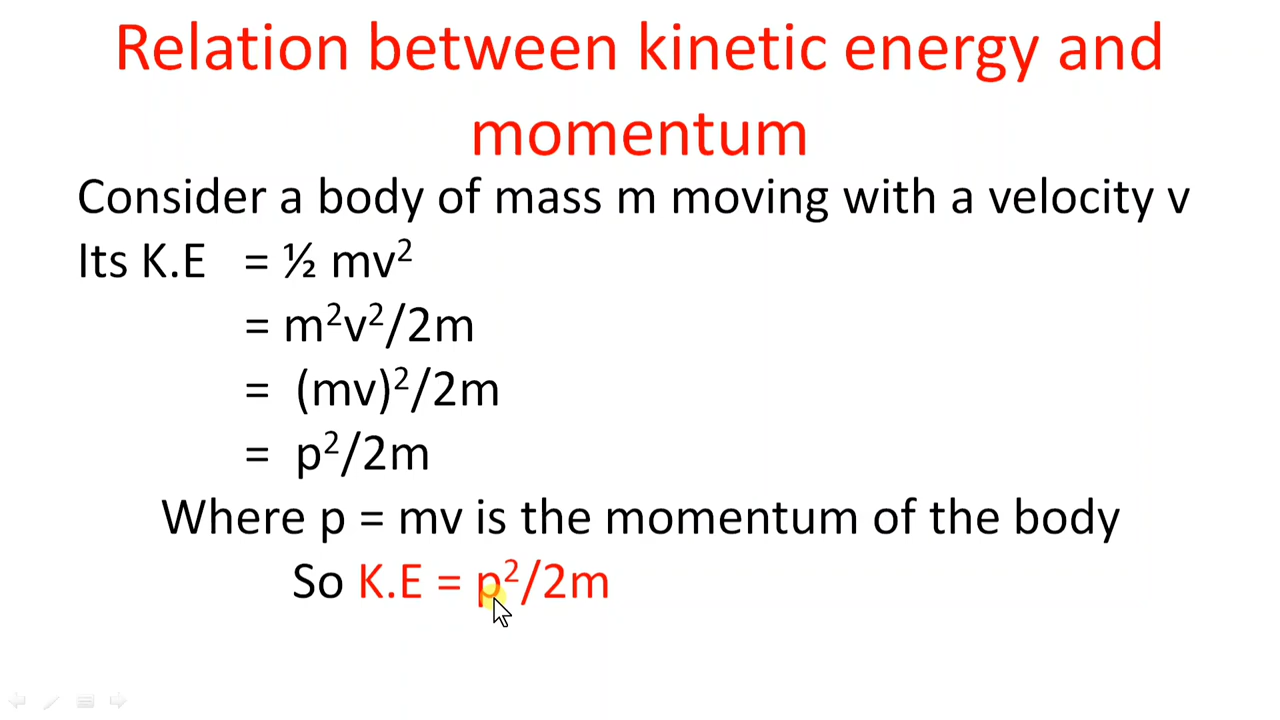 Relation between kinetic energy and
momentum
Consider a body of mass m moving with a velocity v
Its K.E = ½ mv²
= m²v²/2m
= (mv)²/2m
= p²/2m
Where p = mv is the momentum of the body
So K.E = p²/2m